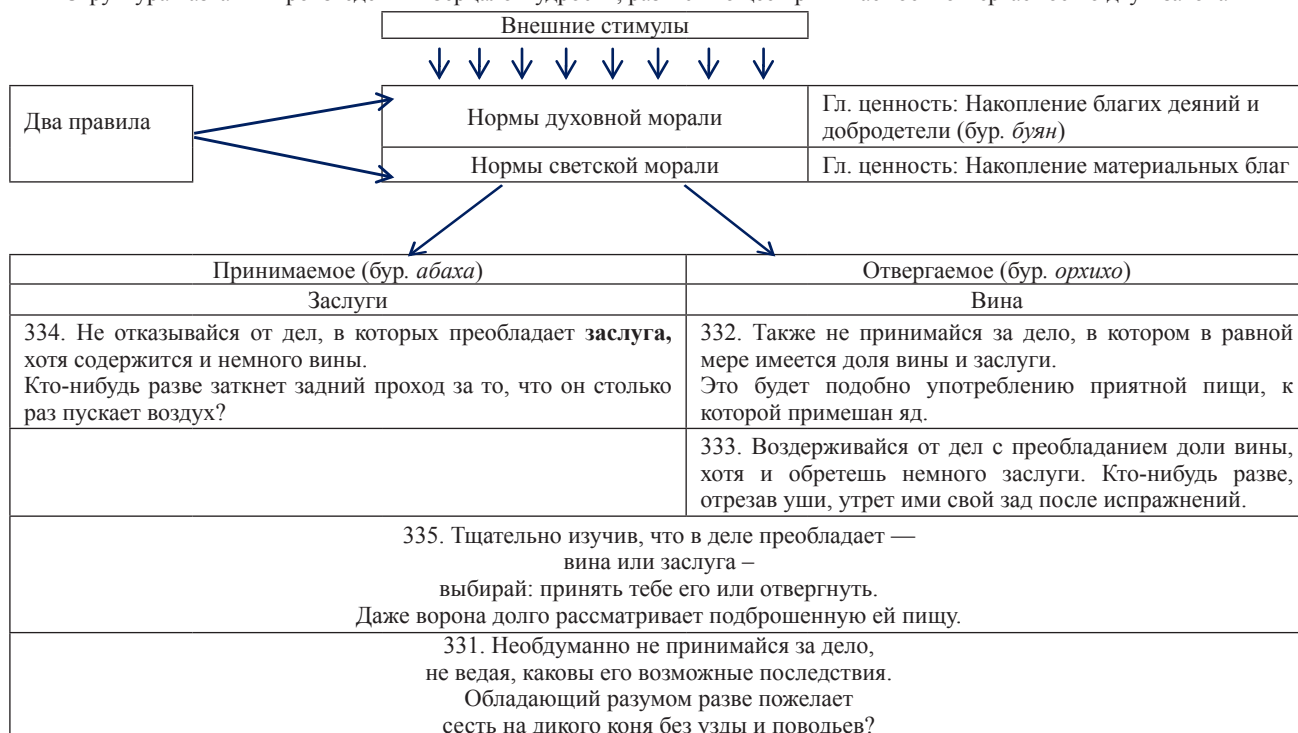 Внешние стимулы
Два правила
Нормы духовной морали
Гл. ценность: Накопление благих деяний и
добродетели (бур. буян)
Нормы светской морали
Гл. ценность: Накопление материальных благ
Принимаемое (бур. абаха)
Отвергаемое (бур. орхихо)
Заслуги
Вина
334. Не отказывайся от дел, в которых преобладает заслуга,
хотя содержится и немного вины.
Кто-нибудь разве заткнет задний проход за то, что он столько
раз пускает воздух?
332. Также не принимайся за дело, в котором в равной
мере имеется доля вины и заслуги.
Это будет подобно употреблению приятной пищи, к
которой примешан яд.
333. Воздерживайся от дел с преобладанием доли вины,
хотя и обретешь немного заслуги. Кто-нибудь разве,
отрезав уши, утрет ими свой зад после испражнений.
335. Тщательно изучив, что в деле преобладает —
вина или заслуга –
выбирай: принять тебе его или отвергнуть.
Даже ворона долго рассматривает подброшенную ей пищу.
331. Необдуманно не принимайся за дело,
не ведая, каковы его возможные последствия.
Обладающий разумом разве пожелает
сесть на дикого коня без узды и поводьев?